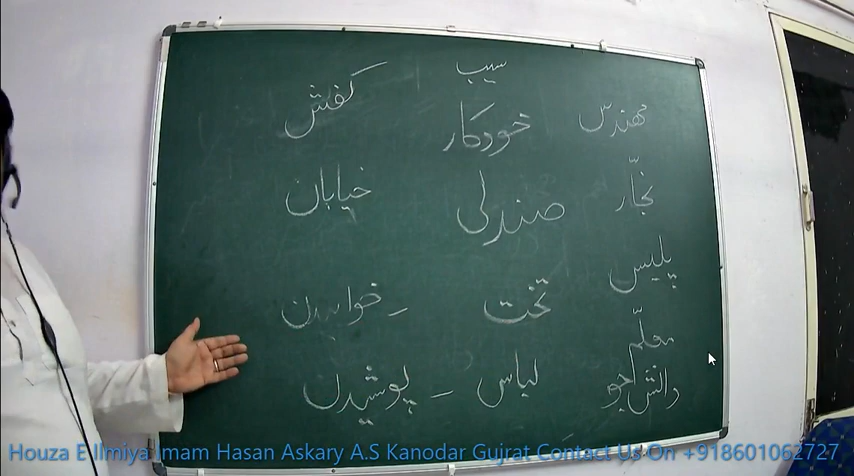 سیب
مهندس خودکار کفش
نجّار صندلی خیابان
پلیس
تخت – خوابیدن
معلّم
دانش‌جو لباس – پوشیدن
Houza E Ilmiya Imam Hasan Askary A.S Kanodar Gujrat Contact Us On +918601062727